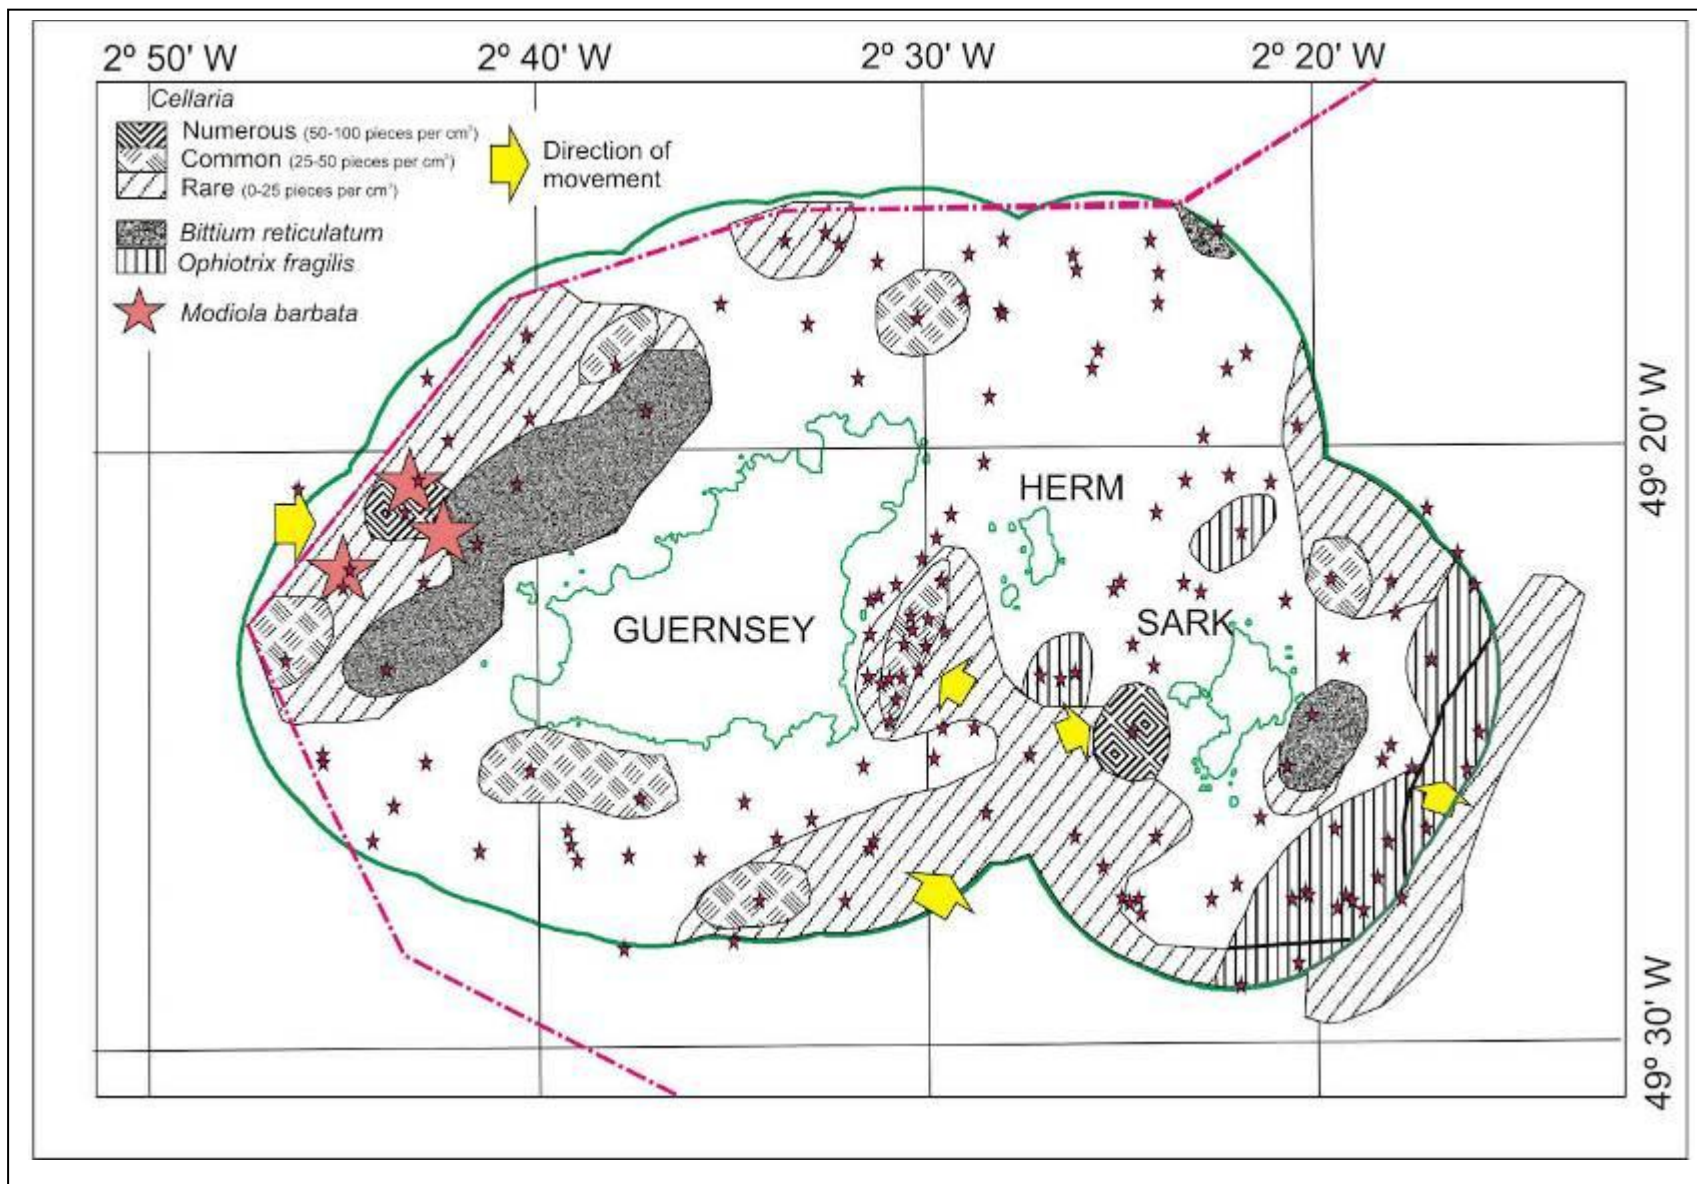 2º 50' W 2º 40' W 2º 30' W 2º 20' W
Cellaria
Numerous (50-100 pieces per cm³)
Common (25-50 pieces per cm³)
Rare (0-25 pieces per cm³)
Direction of
movement
Bittium reticulatum
Ophiotrix fragilis
Modiola barbata
49º 20' W
HERM
GUERNSEY
SARK
49º 30' W